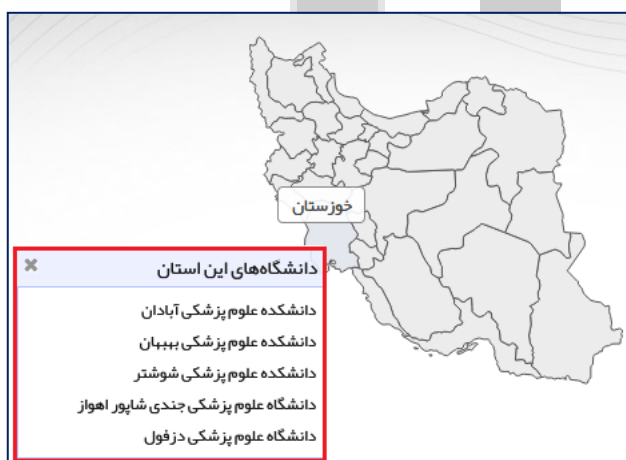 خوزستان
دانشگاه‌های این استان
دانشکده علوم پزشکی آبادان
دانشکده علوم پزشکی بهبهان
دانشکده علوم پزشکی شوشتر
دانشگاه علوم پزشکی جندی شاپور اهواز
دانشگاه علوم پزشکی دزفول